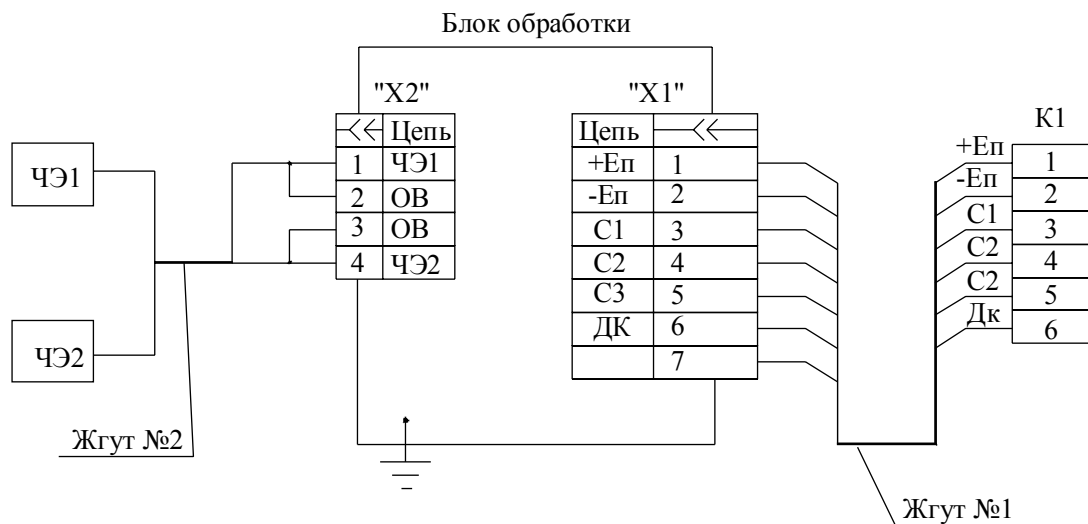 Блок обработки
"X2"
Цепь
1 ЧЭ1
2 ОВ
3 ОВ
4 ЧЭ2
"X1"
Цепь
+Еп 1
-Еп 2
С1 3
С2 4
С3 5
ДК 6
7
К1
+Еп 1
-Еп 2
С1 3
С2 4
С2 5
Дк 6
ЧЭ1
ЧЭ2
Жгут №2
Жгут №1